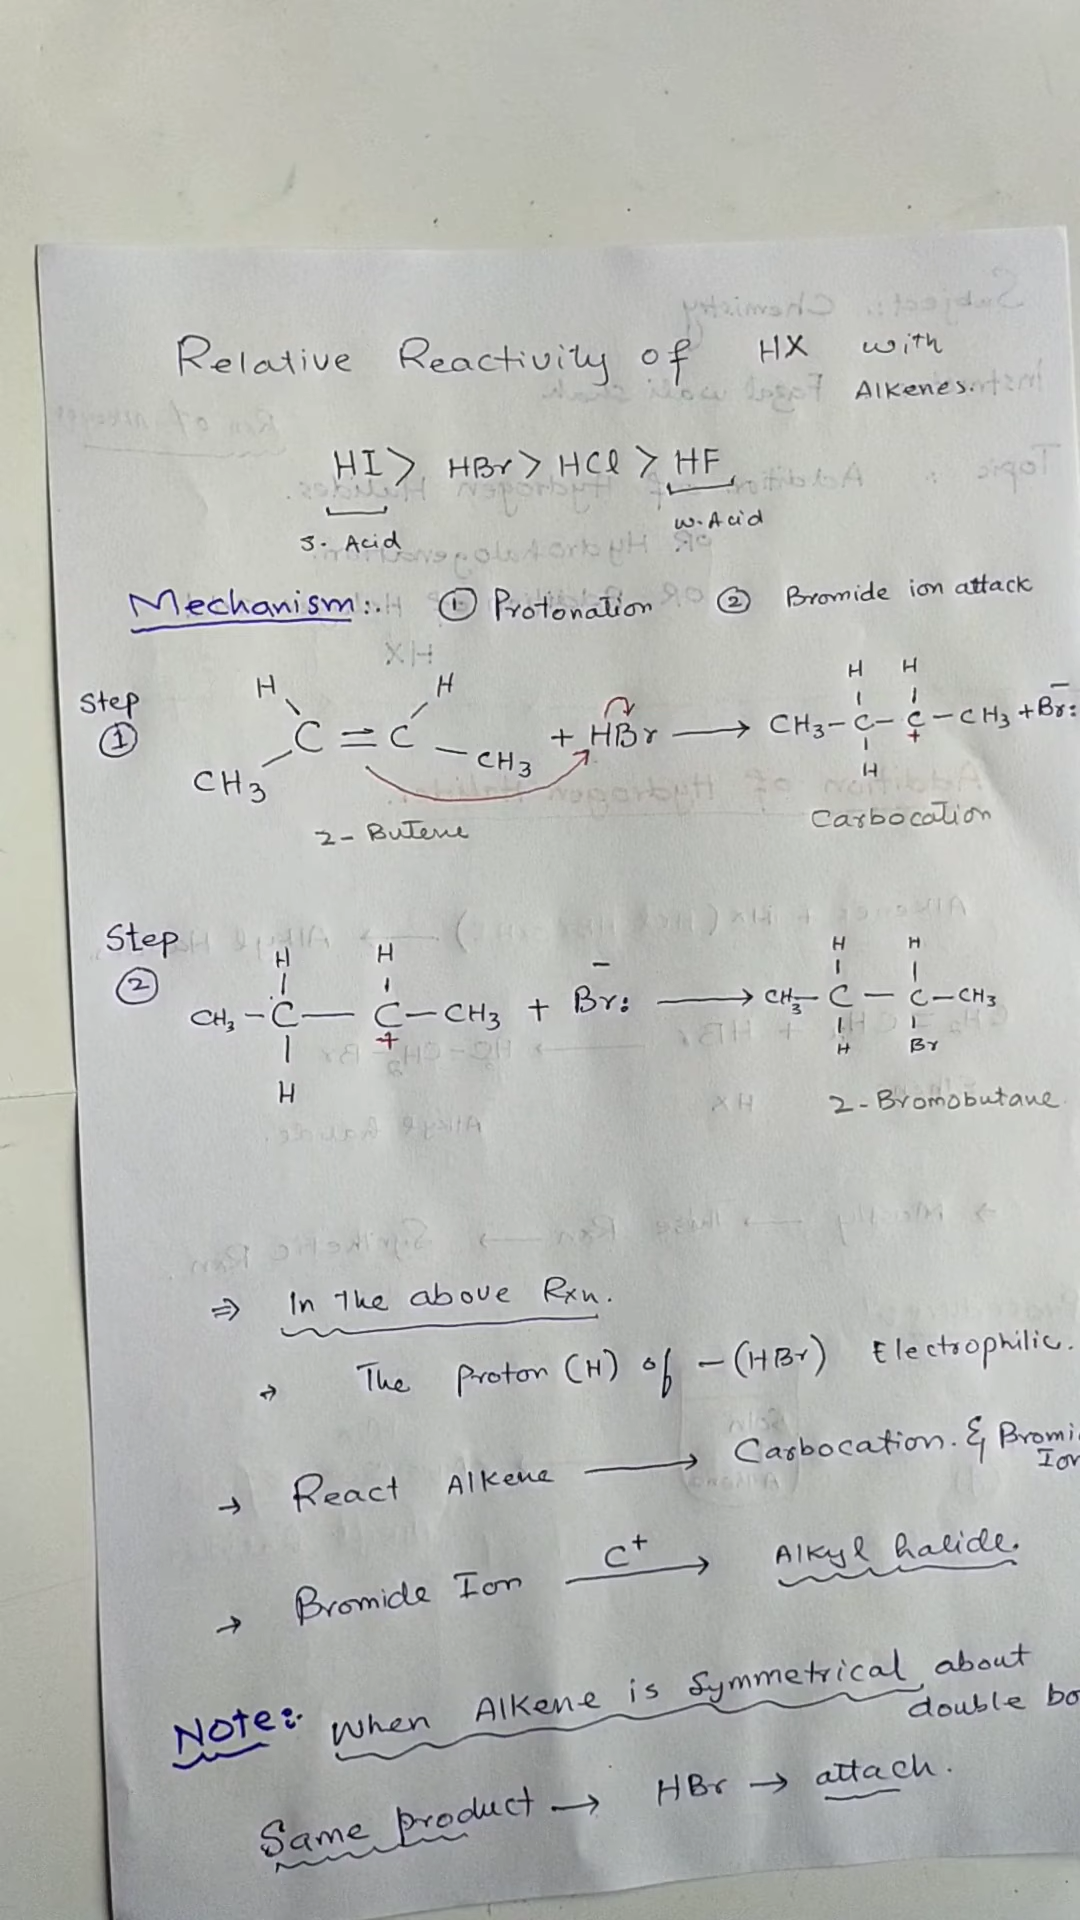 Relative Reactivity of HX with
Alkenes.
HI > HBr > HCl > HF
S. Acid w. Acid
Mechanism:. ① Protonation ② Bromide ion attack
Step ①
H H
C = C
CH3 CH3
+ HBr ⟶ CH3-C-C-CH3 + Br:
H H
+
H
2-Butene Carbocation
Step ②
H H
CH3-C-C-CH3 + Br: ⟶ CH3-C-C-CH3
+
H
H H
H Br
2-Bromobutane
⇒ In the above Rxn.
→ The Proton (H) of -(HBr) Electrophilic.
→ React Alkene ⟶ Carbocation. & Bromi
Ion
→ Bromide Ion C+ ⟶ Alkyl halide.
NOTE:. When Alkene is Symmetrical about
double bo
Same product → HBr → attach.